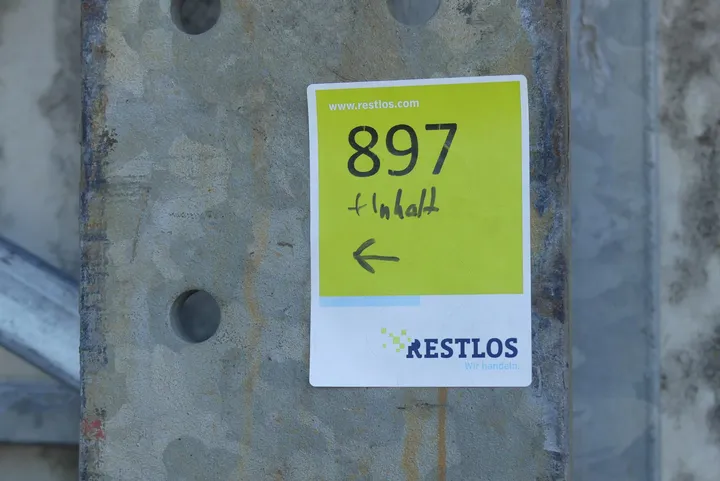 www.restlos.com
897
+ Inhalt
←
RESTLOS
Wir handeln.